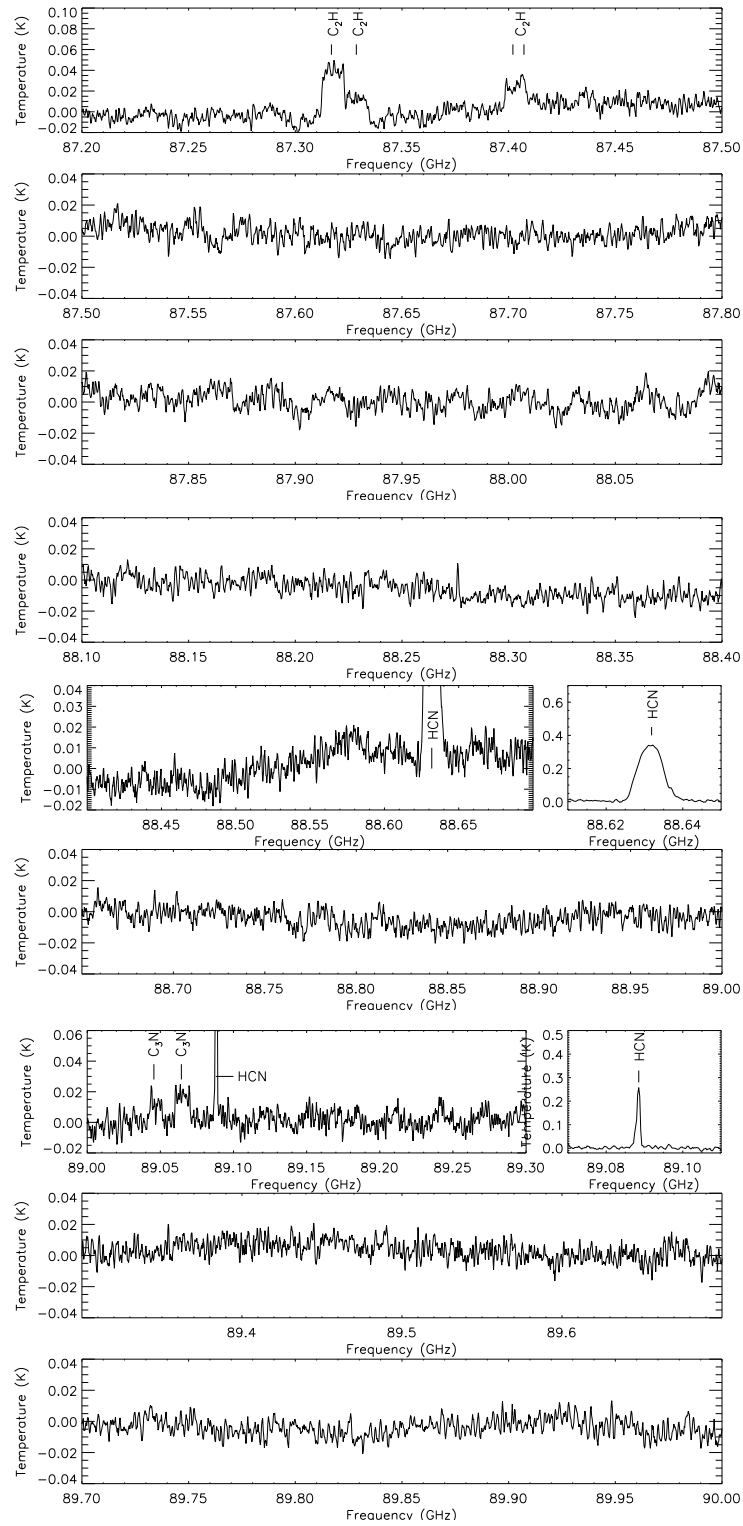 C₂H C₂H C₂H
Temperature (K)
0.10
0.08
0.06
0.04
0.02
0.00
−0.02
87.20 87.25 87.30 87.35 87.40 87.45 87.50
Frequency (GHz)
Temperature (K)
0.04
0.02
0.00
−0.02
−0.04
87.50 87.55 87.60 87.65 87.70 87.75 87.80
Frequency (GHz)
Temperature (K)
0.04
0.02
0.00
−0.02
−0.04
87.85 87.90 87.95 88.00 88.05
Frequency (GHz)
Temperature (K)
0.04
0.02
0.00
−0.02
−0.04
88.10 88.15 88.20 88.25 88.30 88.35 88.40
Frequency (GHz)
Temperature (K)
0.04
0.03
0.02
0.01
0.00
−0.01
−0.02
HCN
88.45 88.50 88.55 88.60 88.65
Frequency (GHz)
0.6
0.4
0.2
0.0
HCN
88.62 88.64
Frequency (GHz)
Temperature (K)
0.04
0.02
0.00
−0.02
−0.04
88.70 88.75 88.80 88.85 88.90 88.95 89.00
Frequency (GHz)
Temperature (K)
0.06
0.04
0.02
0.00
−0.02
C₃N C₃N
HCN
89.00 89.05 89.10 89.15 89.20 89.25 89.30
Frequency (GHz)
Temperature (K)
0.5
0.4
0.3
0.2
0.1
0.0
HCN
89.08 89.10
Frequency (GHz)
Temperature (K)
0.04
0.02
0.00
−0.02
−0.04
89.4 89.5 89.6
Frequency (GHz)
Temperature (K)
0.04
0.02
0.00
−0.02
−0.04
89.70 89.75 89.80 89.85 89.90 89.95 90.00
Frequency (GHz)